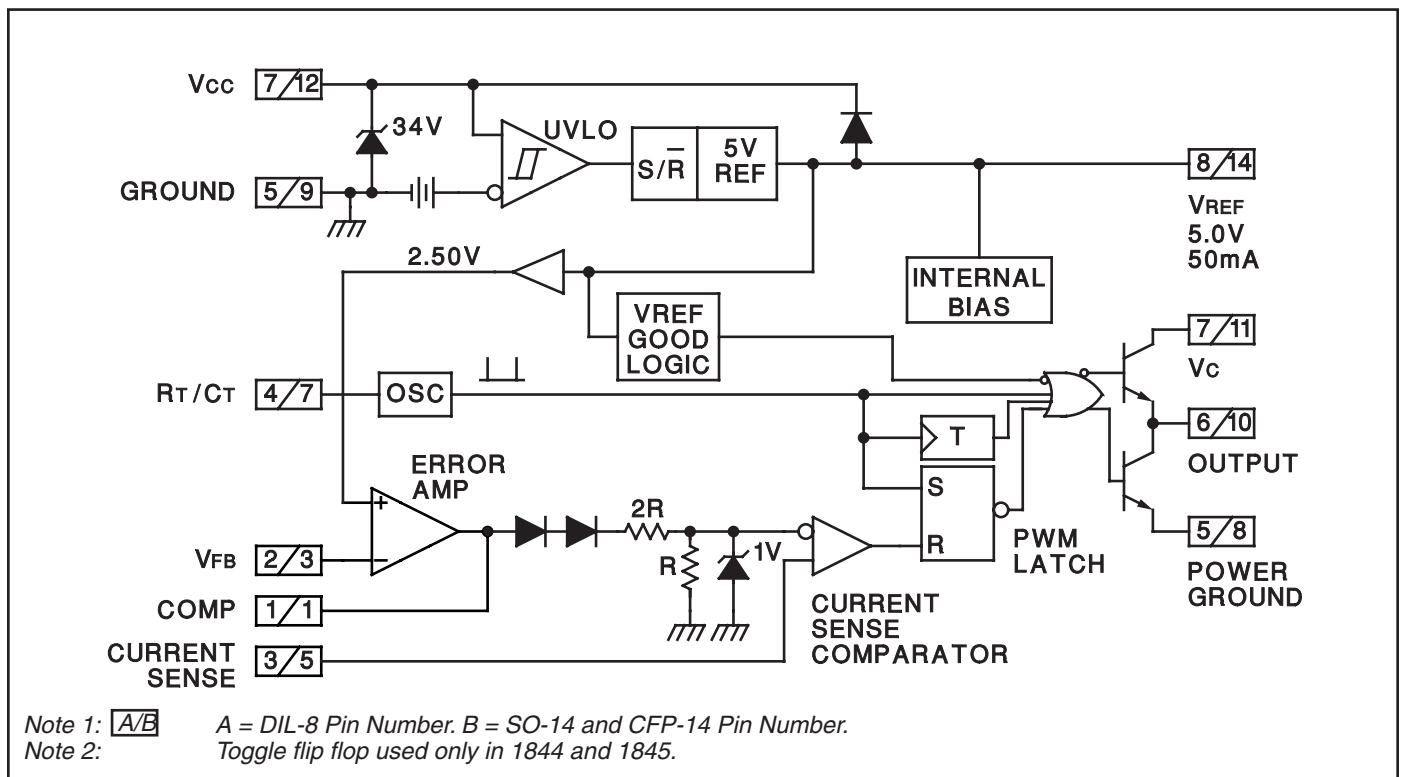 Vcc 7/12
34V
UVLO
S/R̅
5V
REF
8/14
GROUND 5/9
VREF
5.0V
50mA
2.50V
INTERNAL
BIAS
VREF
GOOD
LOGIC
7/11
Vc
RT/CT 4/7
OSC
T
6/10
OUTPUT
ERROR
AMP
+
−
2R
R
1V
S
R
PWM
LATCH
5/8
POWER
GROUND
VFB 2/3
COMP 1/1
CURRENT
SENSE
3/5
CURRENT
SENSE
COMPARATOR
Note 1: A/B A = DIL-8 Pin Number. B = SO-14 and CFP-14 Pin Number.
Note 2: Toggle flip flop used only in 1844 and 1845.